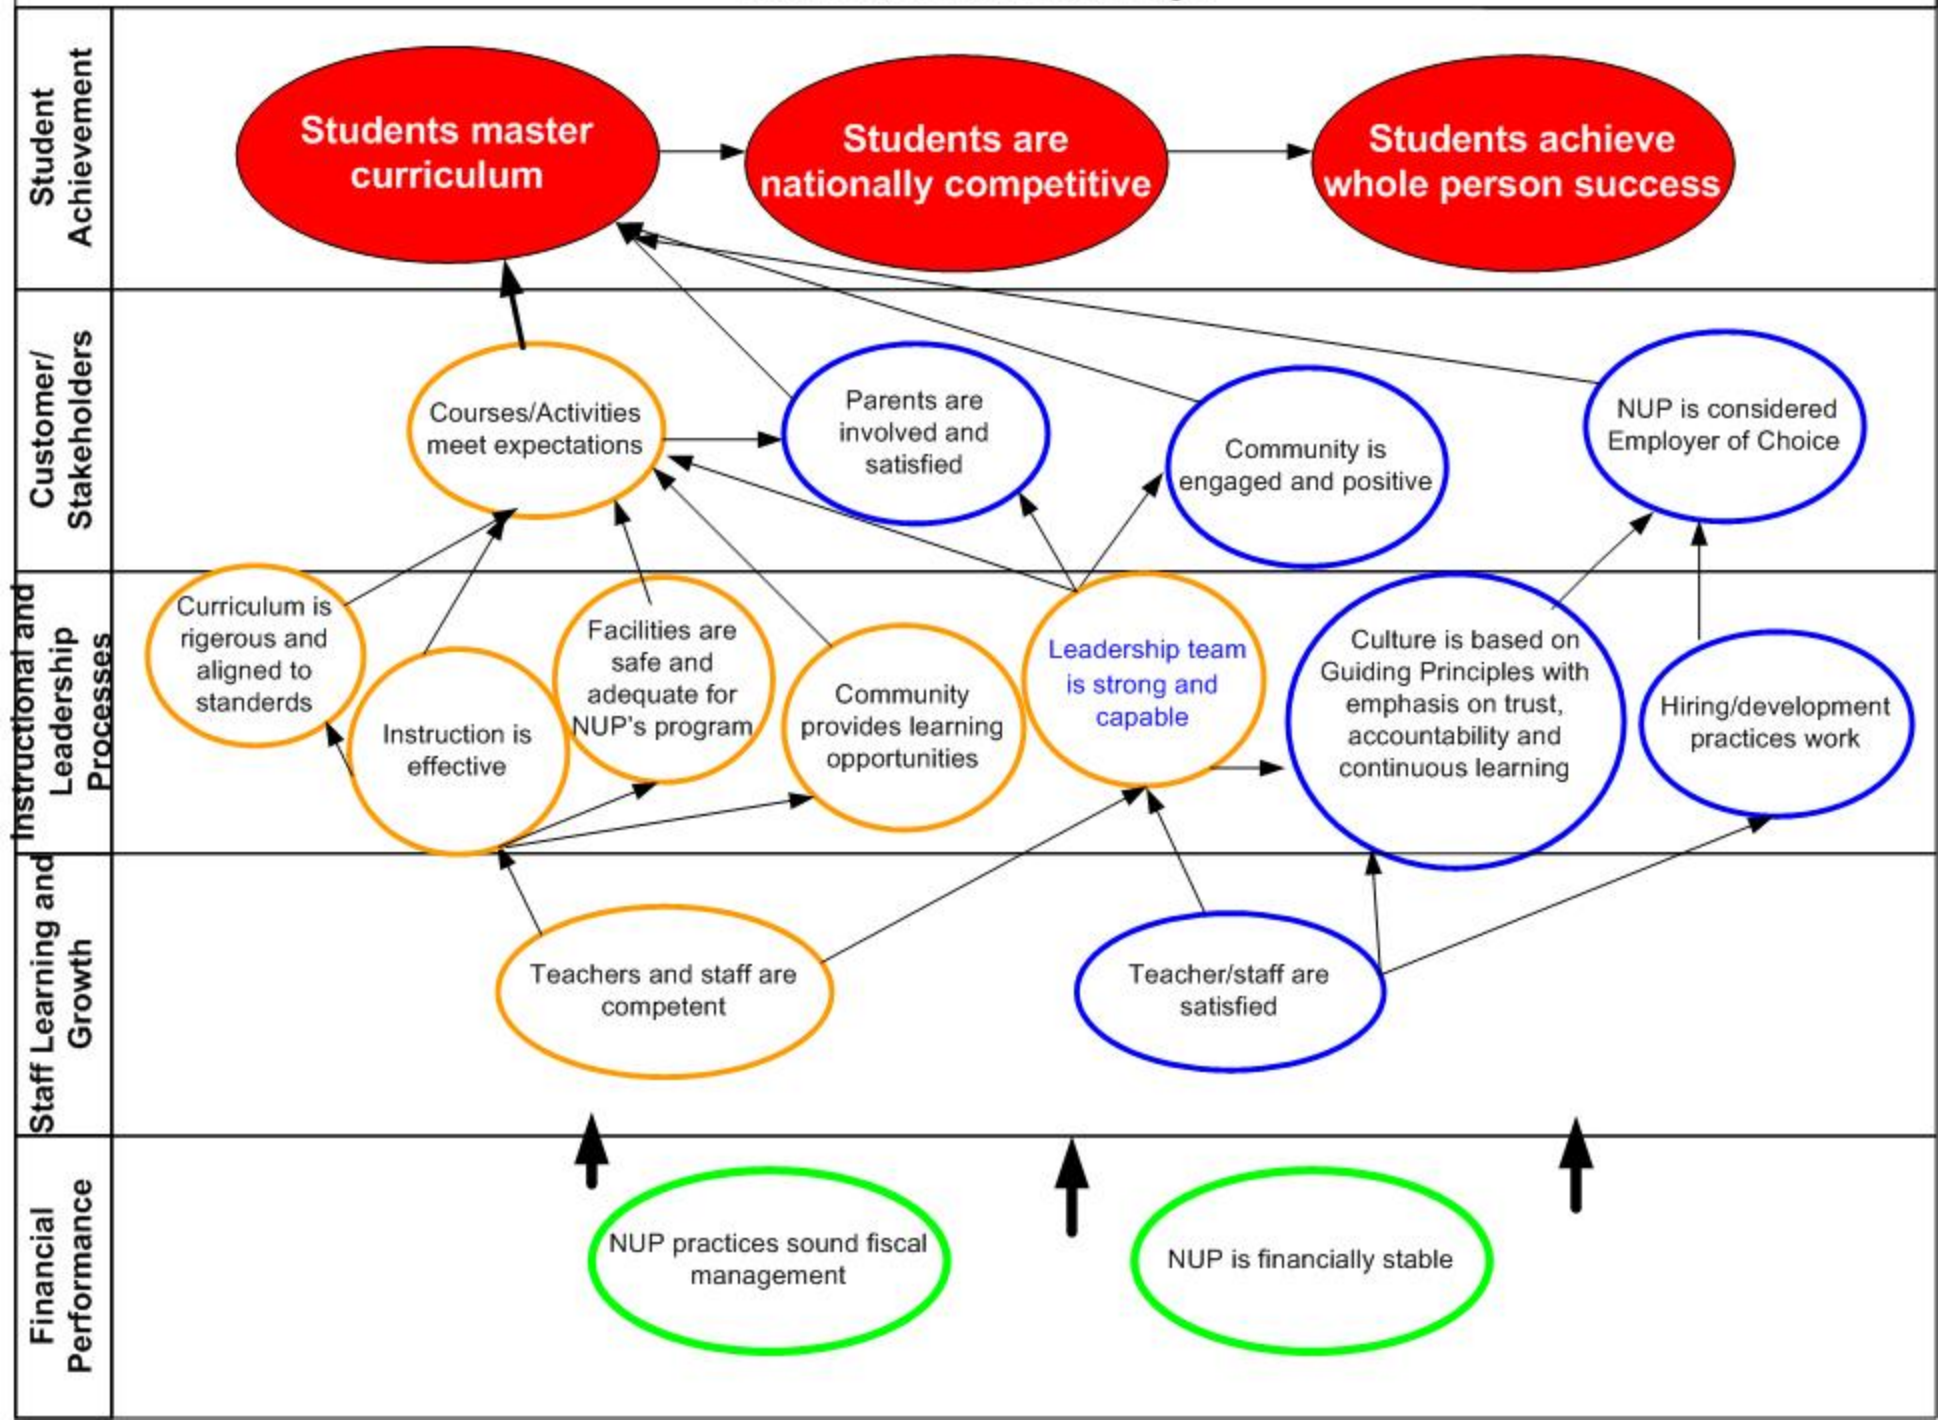 Student
Achievement
Students master
curriculum
Students are
nationally competitive
Students achieve
whole person success
Customer/
Stakeholders
Courses/Activities
meet expectations
Parents are
involved and
satisfied
Community is
engaged and positive
NUP is considered
Employer of Choice
Instructional and
Leadership
Processes
Curriculum is
rigerous and
aligned to
standerds
Instruction is
effective
Facilities are
safe and
adequate for
NUP's program
Community
provides learning
opportunities
Leadership team
is strong and
capable
Culture is based on
Guiding Principles with
emphasis on trust,
accountability and
continuous learning
Hiring/development
practices work
Staff Learning and
Growth
Teachers and staff are
competent
Teacher/staff are
satisfied
Financial
Performance
NUP practices sound fiscal
management
NUP is financially stable